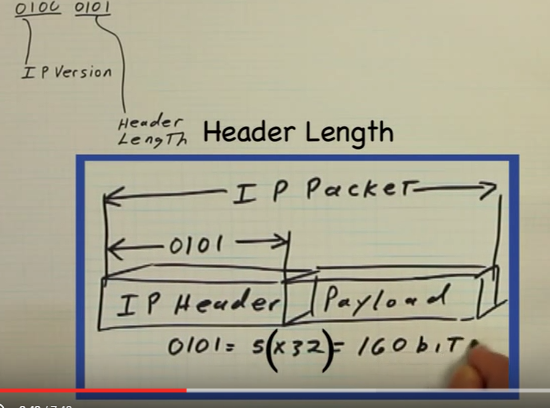 0100 0101
IP Version
Header
Length
Header Length
IP Packet
0101
IP Header
Payload
0101 = 5(x32) = 160 bit